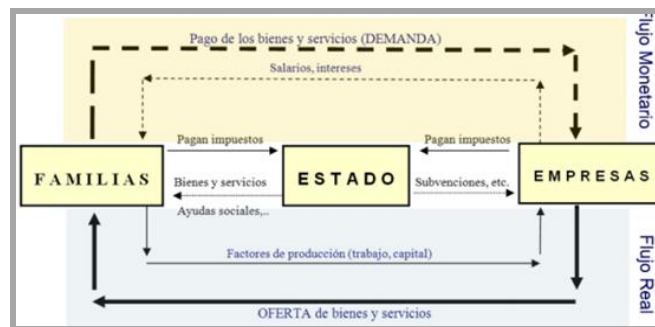 Pago de los bienes y servicios (DEMANDA)
Salarios, intereses
Flujo Monetario
Pagan impuestos
Pagan impuestos
FAMILIAS
ESTADO
EMPRESAS
Bienes y servicios
Subvenciones, etc.
Ayudas sociales,..
Factores de producción (trabajo, capital)
Flujo Real
OFERTA de bienes y servicios